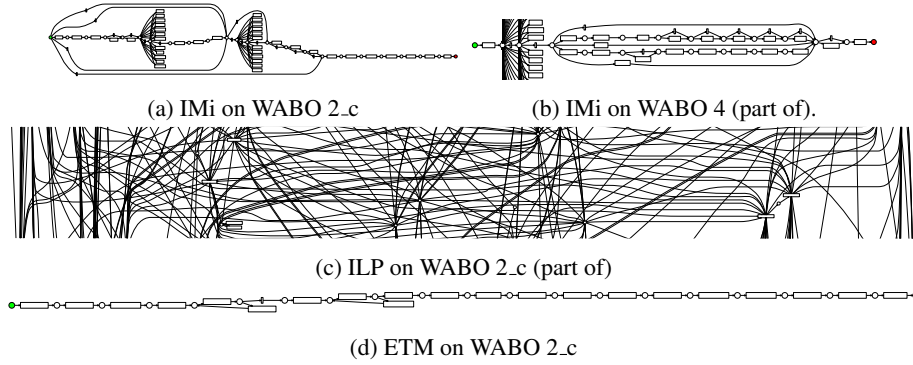 (a) IMi on WABO 2_c
(b) IMi on WABO 4 (part of).
(c) ILP on WABO 2_c (part of)
(d) ETM on WABO 2_c